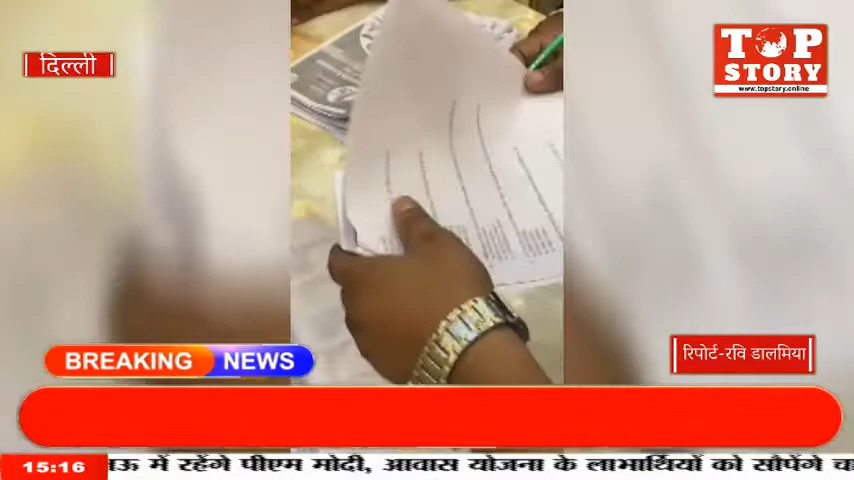 दिल्ली
TOP
STORY
www.topstory.online
BREAKING NEWS
रिपोर्ट-रवि डालमिया
15:16 में रहेंगे पीएम मोदी, आवास योजना के लाभार्थियों को सौपेंगे